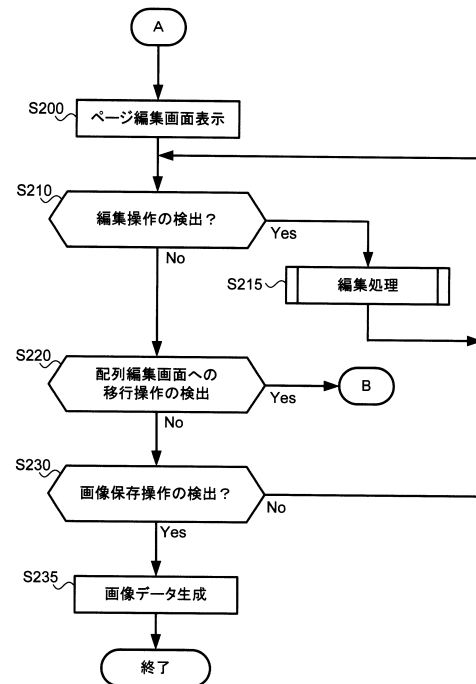 A
S200
ページ編集画面表示
S210
編集操作の検出？
Yes
No
S215
編集処理
S220
配列編集画面への
移行操作の検出
Yes
B
No
S230
画像保存操作の検出？
No
Yes
S235
画像データ生成
終了